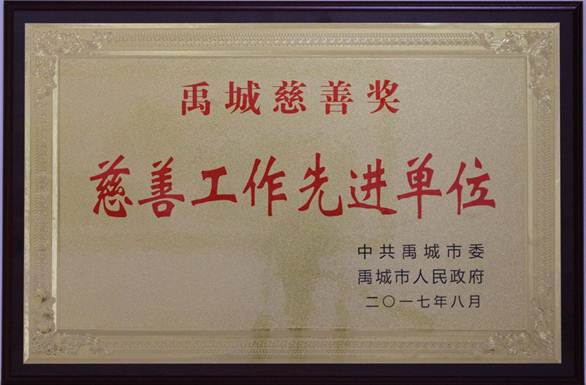 禹城慈善奖
慈善工作先进单位
中共禹城市委
禹城市人民政府
二〇一七年八月